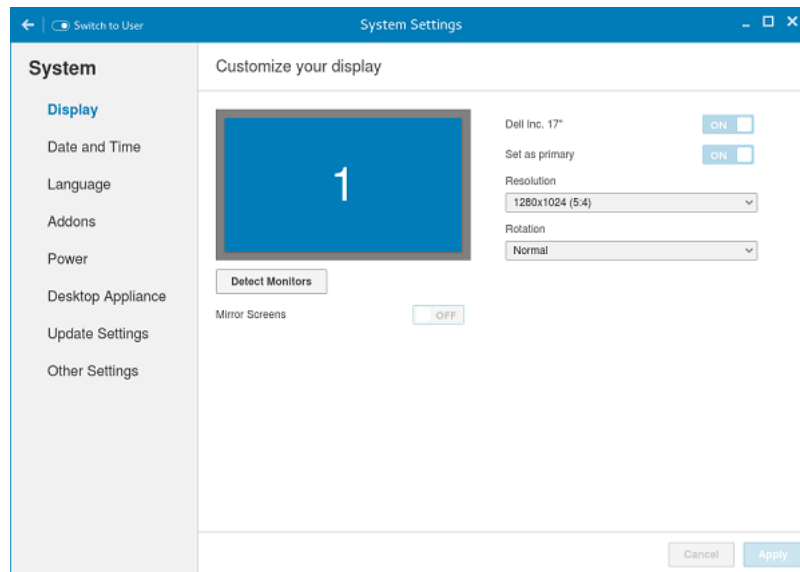 Switch to User
System Settings
System
Display
Date and Time
Language
Addons
Power
Desktop Appliance
Update Settings
Other Settings
Customize your display
1
Detect Monitors
Mirror Screens
OFF
Dell Inc. 17"
ON
Set as primary
ON
Resolution
1280x1024 (5:4)
Rotation
Normal
Cancel
Apply